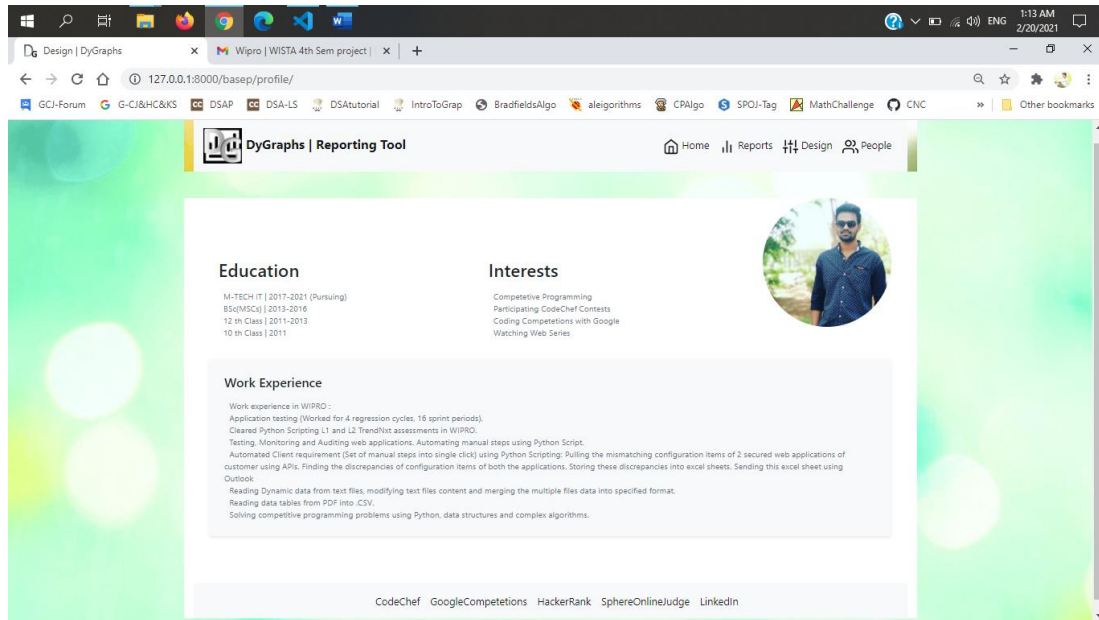 W
ENG
1:13 AM
2/20/2021
DG Design | DyGraphs
Wipro | WISTA 4th Sem project |
127.0.0.1:8000/basep/profile/
GCJ-Forum G G-CJ&HC&KS CC DSAP CC DSA-LS DSAtutorial IntroToGrap BradfieldsAlgo aleigorithms CPAlgo S SPOJ-Tag MathChallenge CNC » Other bookmarks
DyGraphs | Reporting Tool
Home Reports Design People
Education
M-TECH IT | 2017-2021 (Pursuing)
BSc(MSCs) | 2013-2016
12 th Class | 2011-2013
10 th Class | 2011
Interests
Competetive Programming
Participating CodeChef Contests
Coding Competetions with Google
Watching Web Series
Work Experience
Work experience in WIPRO :
Application testing (Worked for 4 regression cycles, 16 sprint periods).
Cleared Python Scripting L1 and L2 TrendNxt assessments in WIPRO.
Testing, Monitoring and Auditing web applications. Automating manual steps using Python Script.
Automated Client requirement (Set of manual steps into single click) using Python Scripting: Pulling the mismatching configuration items of 2 secured web applications of
customer using APIs. Finding the discrepancies of configuration items of both the applications. Storing these discrepancies into excel sheets. Sending this excel sheet using
Outlook
Reading Dynamic data from text files, modifying text files content and merging the multiple files data into specified format.
Reading data tables from PDF into .CSV.
Solving competitive programming problems using Python, data structures and complex algorithms.
CodeChef GoogleCompetetions HackerRank SphereOnlineJudge LinkedIn